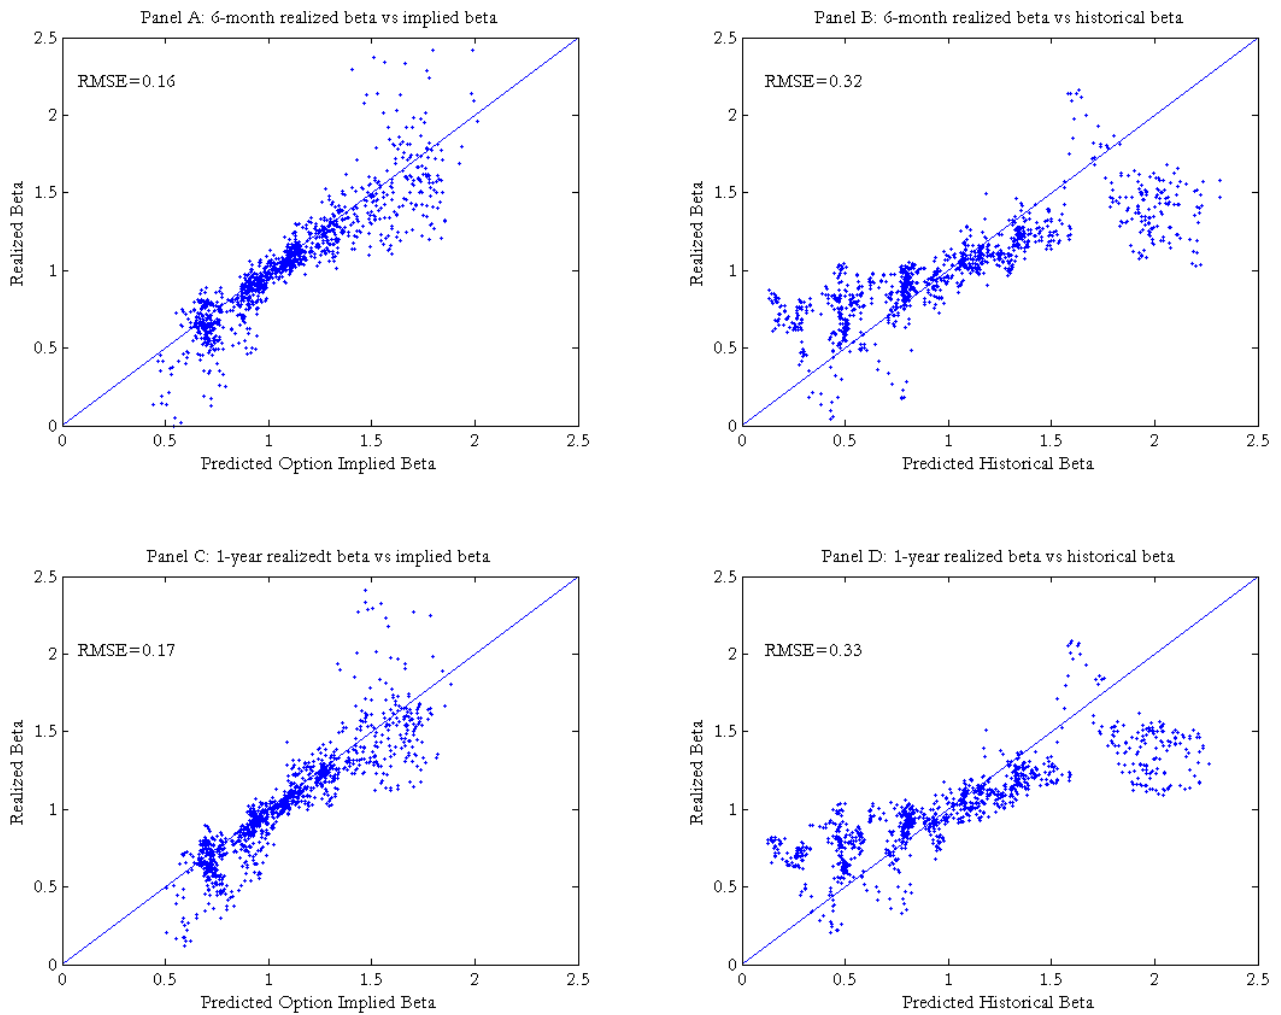 Panel A: 6-month realized beta vs implied beta
2.5
2
1.5
1
0.5
0
RMSE=0.16
Realized Beta
0 0.5 1 1.5 2 2.5
Predicted Option Implied Beta
Panel B: 6-month realized beta vs historical beta
2.5
2
1.5
1
0.5
0
RMSE=0.32
Realized Beta
0 0.5 1 1.5 2 2.5
Predicted Historical Beta
Panel C: 1-year realizedt beta vs implied beta
2.5
2
1.5
1
0.5
0
RMSE=0.17
Realized Beta
0 0.5 1 1.5 2 2.5
Predicted Option Implied Beta
Panel D: 1-year realized beta vs historical beta
2.5
2
1.5
1
0.5
0
RMSE=0.33
Realized Beta
0 0.5 1 1.5 2 2.5
Predicted Historical Beta